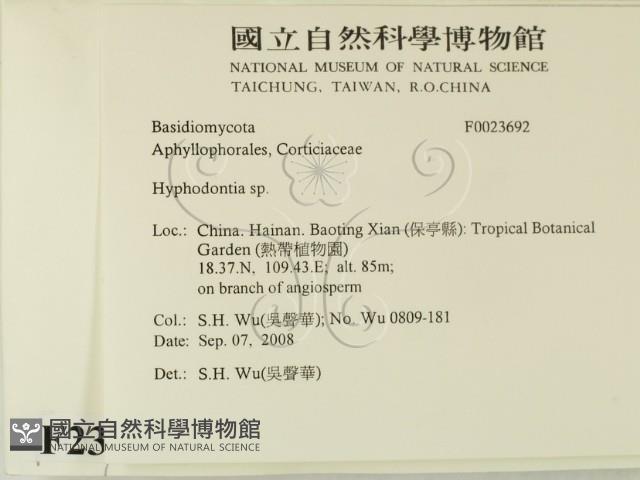 國立自然科學博物館
NATIONAL MUSEUM OF NATURAL SCIENCE
TAICHUNG, TAIWAN, R.O.CHINA
Basidiomycota F0023692
Aphyllophorales, Corticiaceae
Hyphodontia sp.
Loc.: China. Hainan. Baoting Xian (保亭縣): Tropical Botanical
Garden (熱帶植物園)
18.37.N, 109.43.E; alt. 85m;
on branch of angiosperm
Col.: S.H. Wu(吳聲華); No. Wu 0809-181
Date: Sep. 07, 2008
Det.: S.H. Wu(吳聲華)
F23
國立自然科學博物館
NATIONAL MUSEUM OF NATURAL SCIENCE